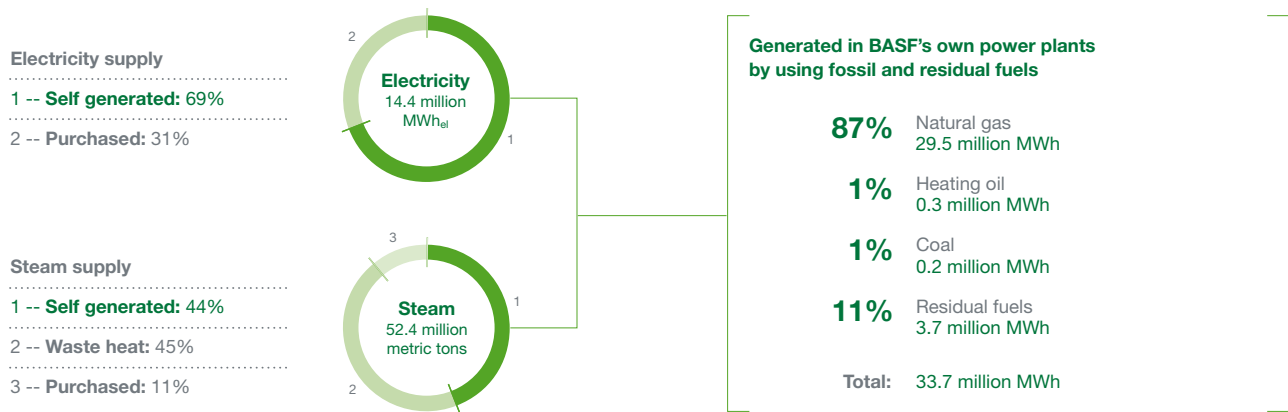 Electricity supply
1 -- Self generated: 69%
2 -- Purchased: 31%
2
Electricity
14.4 million
MWhel
1
Steam supply
1 -- Self generated: 44%
2 -- Waste heat: 45%
3 -- Purchased: 11%
3
Steam
52.4 million
metric tons
1
2
Generated in BASF's own power plants
by using fossil and residual fuels
87% Natural gas
29.5 million MWh
1% Heating oil
0.3 million MWh
1% Coal
0.2 million MWh
11% Residual fuels
3.7 million MWh
Total: 33.7 million MWh